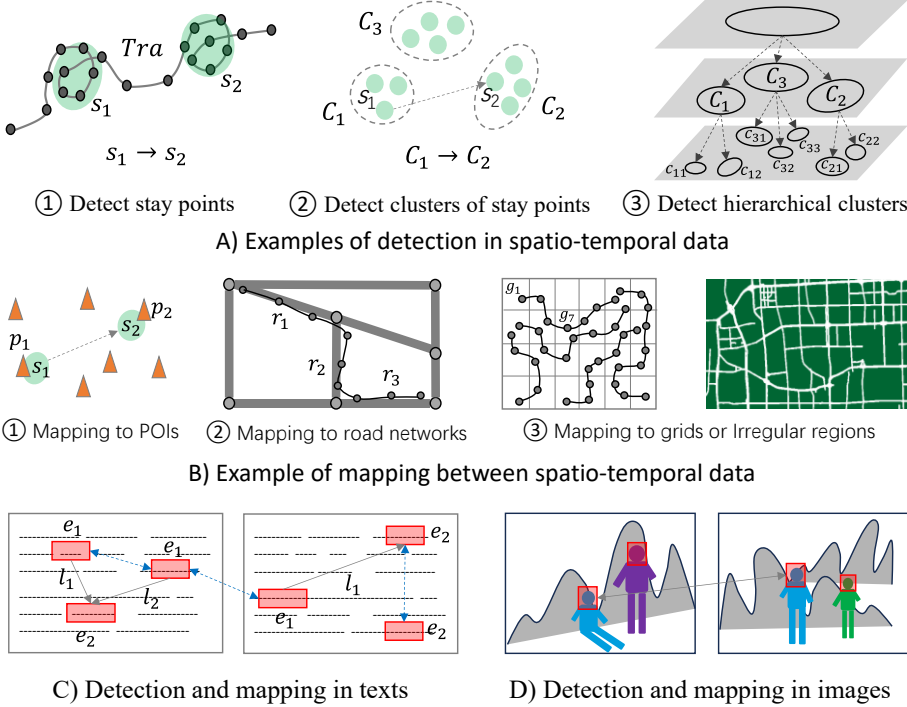 Tra
s₁
s₂
s₁ → s₂
① Detect stay points
C₃
s₁
s₂
C₁
C₂
C₁ → C₂
② Detect clusters of stay points
C₃
C₁
C₂
c₃₁
c₃₃
c₂₂
c₁₁
c₁₂
c₃₂
c₂₁
③ Detect hierarchical clusters
A) Examples of detection in spatio-temporal data
p₂
s₂
p₁
s₁
① Mapping to POIs
r₁
r₂
r₃
② Mapping to road networks
g₁
g₇
③ Mapping to grids or Irregular regions
B) Example of mapping between spatio-temporal data
e₁
e₁
l₁
l₂
e₂
e₂
l₁
e₁
e₂
C) Detection and mapping in texts
D) Detection and mapping in images